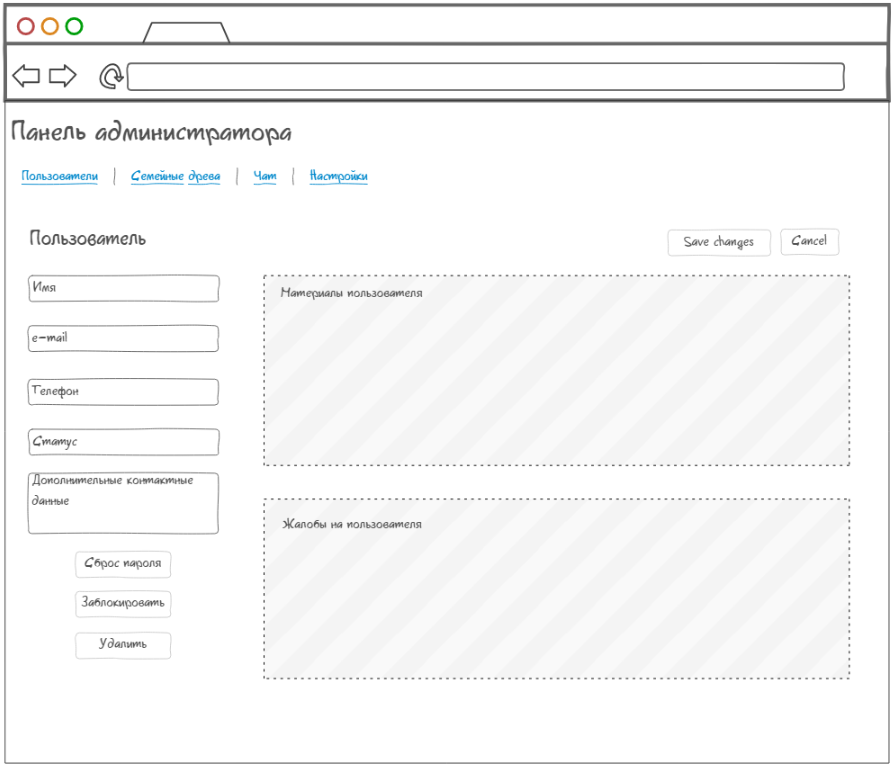 Панель администратора
Пользователи | Семейные древа | Чат | Настройки
Пользователь
Save changes
Cancel
Имя
e-mail
Телефон
Статус
Дополнительные контактные
данные
Сброс пароля
Заблокировать
Удалить
Материалы пользователя
Жалобы на пользователя